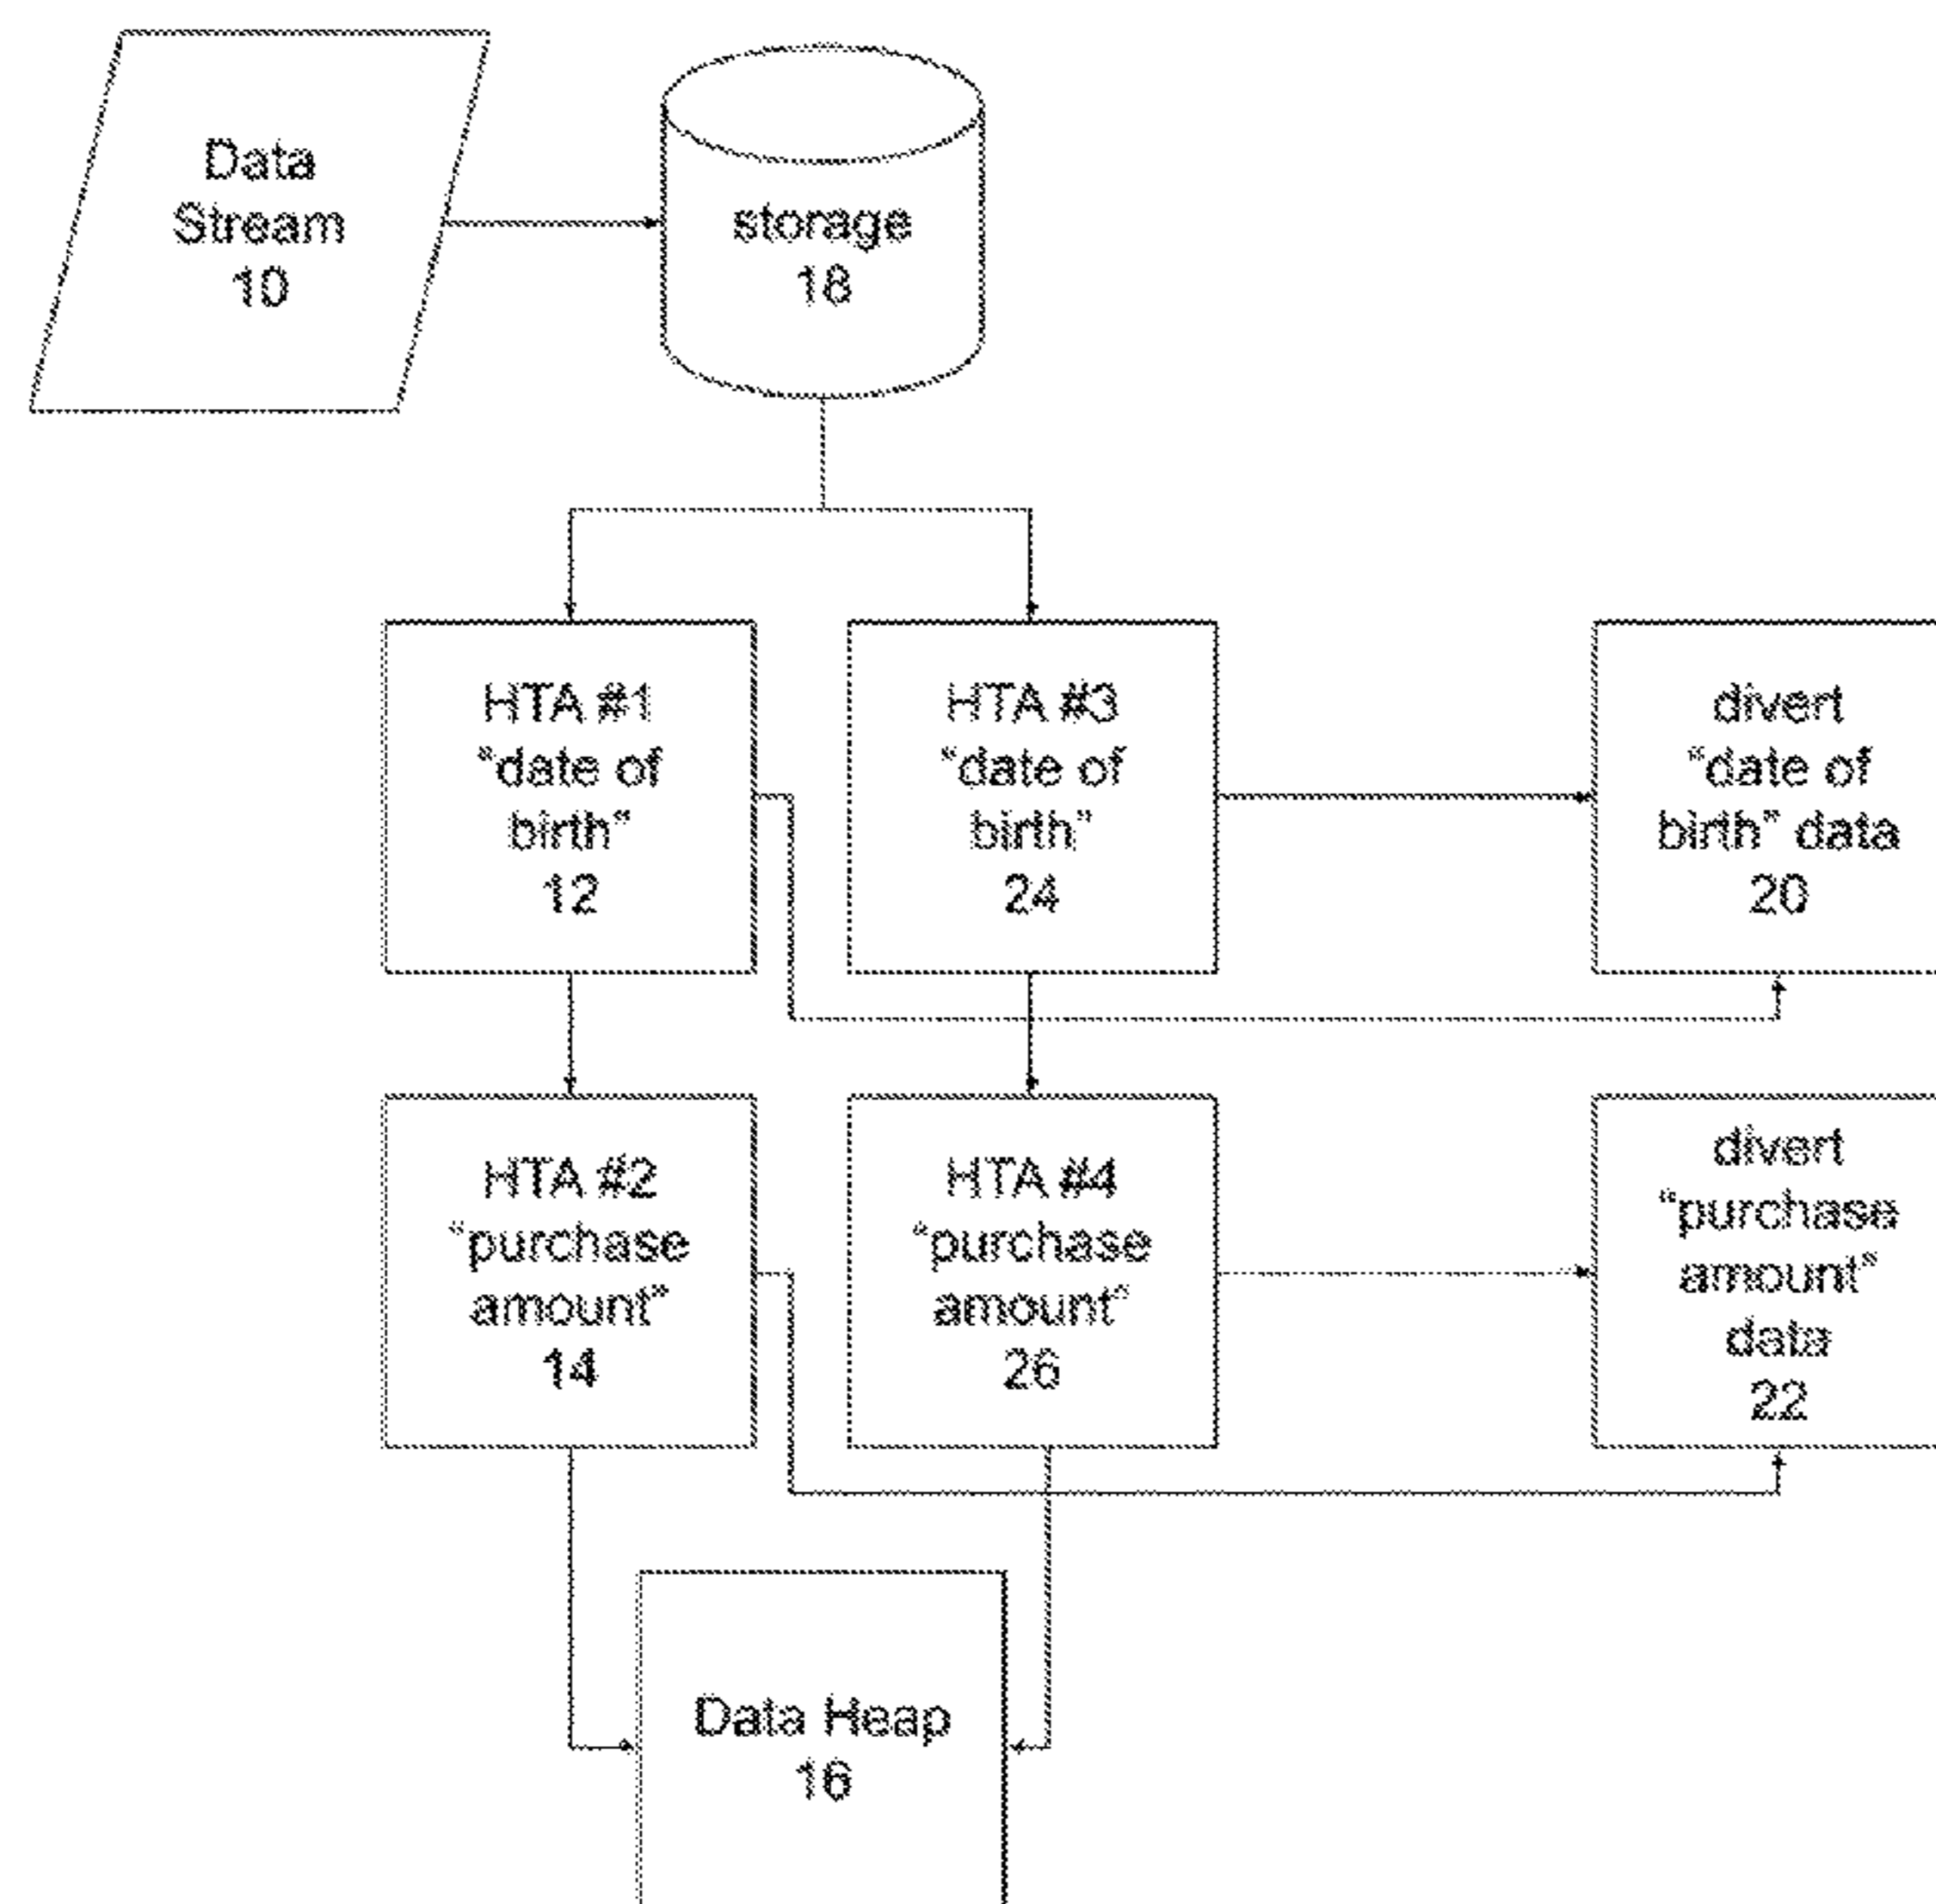 Data
Stream
10
storage
18
HTA #1
“date of
birth”
12
HTA #3
“date of
birth”
24
divert
“date of
birth” data
20
HTA #2
“purchase
amount”
14
HTA #4
“purchase
amount”
26
divert
“purchase
amount”
data
22
Data Heap
16